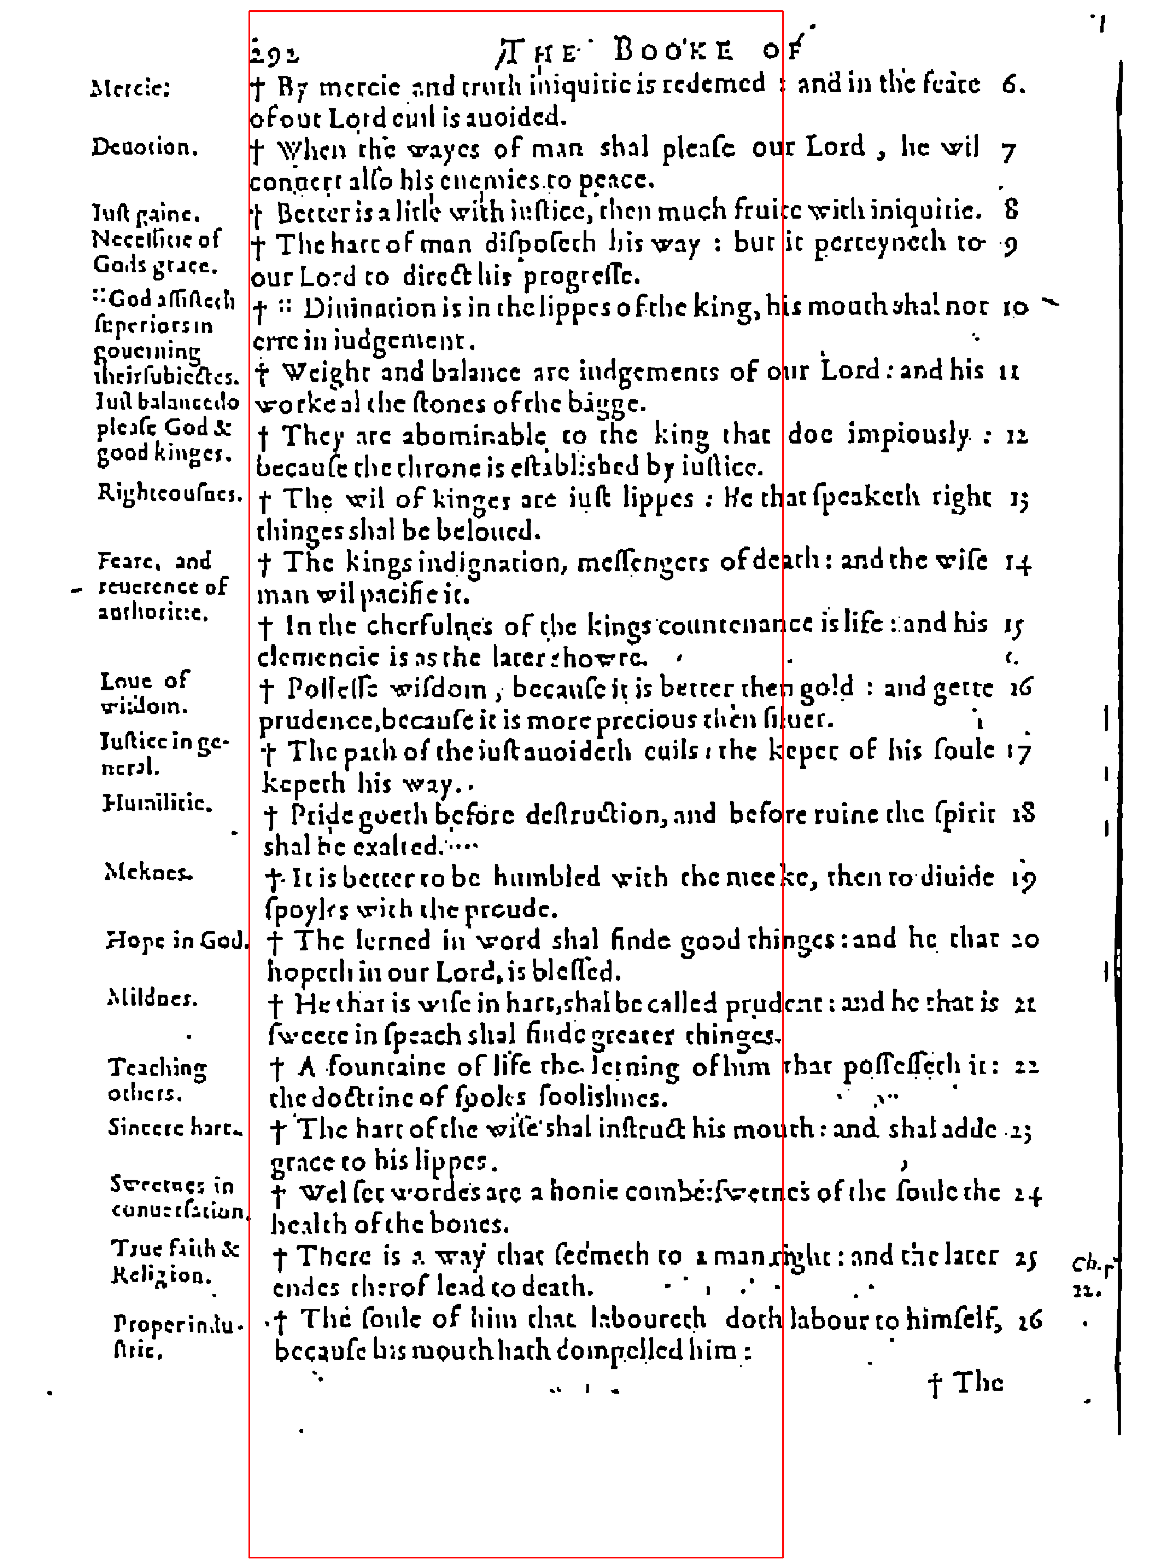 292 THE BOOKE OF
Mercie:
Deuotion.
Iuſt gaine.
Neceſſitie of
Gods grace.
:: God aſſiſteth
ſuperiors in
gouerning
their ſubiectes.
Iuſt balance do
pleaſe God &
good kinges.
Righteouſnes.
Feare, and
reuerence of
authoritie.
Loue of
wiſdom.
Iuſtice in ge-
neral.
Humilitie.
Meknes.
Hope in God.
Mildnes.
Teaching
others.
Sincere hart.
Sweetnes in
conuerſation.
True faith &
Religion.
Proper indu-
ſtrie.
† By mercie and truth iniquitie is redemed : and in the feare 6.
of our Lord euil is auoided.
† When the wayes of man shal pleaſe our Lord , he wil 7
conuert alſo his enemies to peace.
† Better is a litle with iuſtice, then much fruite with iniquitie. 8
† The hart of man diſpoſeth his way : but it perteyneth to 9
our Lord to direct his progreſſe.
† :: Diuination is in the lippes of the king, his mouth shal not 10
erre in iudgement.
† Weight and balance are iudgements of our Lord : and his 11
worke al the ſtones of the bagge.
† They are abominable to the king that doe impiously : 12
becauſe the throne is eſtablished by iuſtice.
† The wil of kinges are iuſt lippes : He that ſpeaketh right 13
thinges shal be beloued.
† The kings indignation, meſſengers of death : and the wiſe 14
man wil pacifie it.
† In the cherfulnes of the kings countenance is life : and his 15
clemencie is as the later showre.
† Poſſeſſe wiſdom , becauſe it is better then gold : and gette 16
prudence, becauſe it is more precious then ſiluer.
† The path of the iuſt auoideth euils : the keper of his ſoule 17
kepeth his way.
† Pride goeth before deſtruction, and before ruine the ſpirit 18
shal be exalted.
† It is better to be humbled with the meeke, then to diuide 19
ſpoyles with the proude.
† The lerned in word shal finde good thinges : and he that 20
hopeth in our Lord, is bleſſed.
† He that is wiſe in hart, shal be called prudent : and he that is 21
ſweete in ſpeach shal finde greater thinges.
† A fountaine of life the lerning of him that poſſeſſeth it : 22
the doctrine of fooles foolishnes.
† The hart of the wiſe shal inſtruct his mouth : and shal adde 23
grace to his lippes.
† Wel ſet wordes are a honie combe : ſwetnes of the ſoule the 24
health of the bones.
† There is a way that ſeemeth to a man right : and the later 25
endes therof lead to death.
† The ſoule of him that laboureth doth labour to himſelf, 26
becauſe his mouth hath compelled him :
Ch.
12.
† The